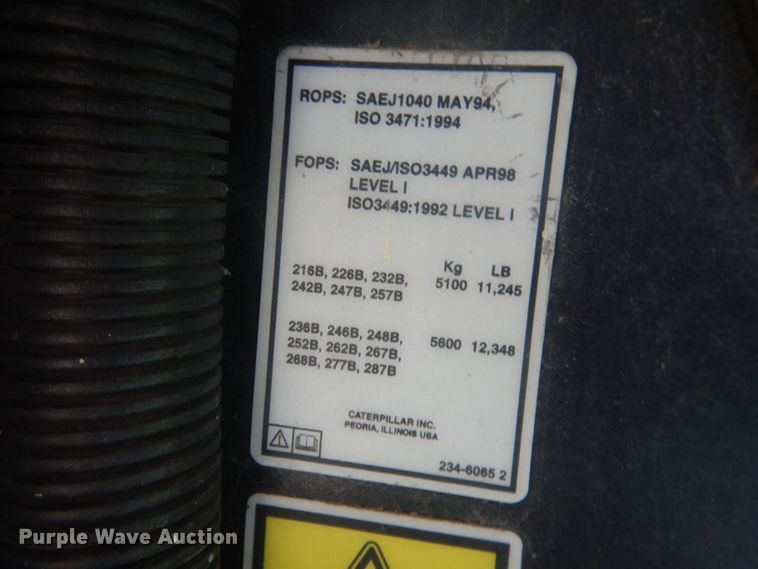 ROPS: SAEJ1040 MAY94,
ISO 3471:1994
FOPS: SAEJ/ISO3449 APR98
LEVEL I
ISO3449:1992 LEVEL I
Kg LB
216B, 226B, 232B, 5100 11,245
242B, 247B, 257B
236B, 246B, 248B, 5600 12,348
252B, 262B, 267B,
268B, 277B, 287B
CATERPILLAR INC.
PEORIA, ILLINOIS USA
234-6065 2
Purple Wave Auction